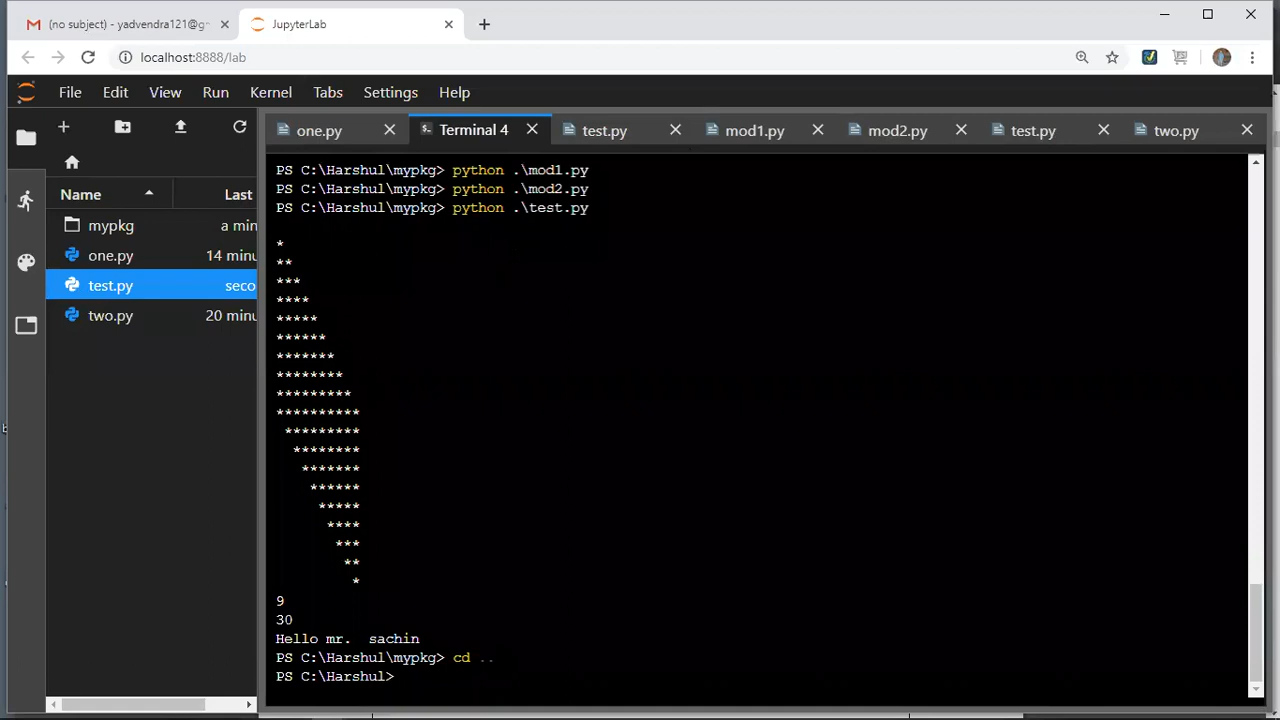 (no subject) - yadvendra121@g
JupyterLab
localhost:8888/lab
File Edit View Run Kernel Tabs Settings Help
one.py Terminal 4 test.py mod1.py mod2.py test.py two.py
Name Last
mypkg a min
one.py 14 minu
test.py seco
two.py 20 minu
PS C:\Harshul\mypkg> python .\mod1.py
PS C:\Harshul\mypkg> python .\mod2.py
PS C:\Harshul\mypkg> python .\test.py
*
**
***
****
*****
******
*******
********
*********
**********
 *********
  ********
   *******
    ******
     *****
      ****
       ***
        **
         *
9
30
Hello mr.  sachin
PS C:\Harshul\mypkg> cd ..
PS C:\Harshul>